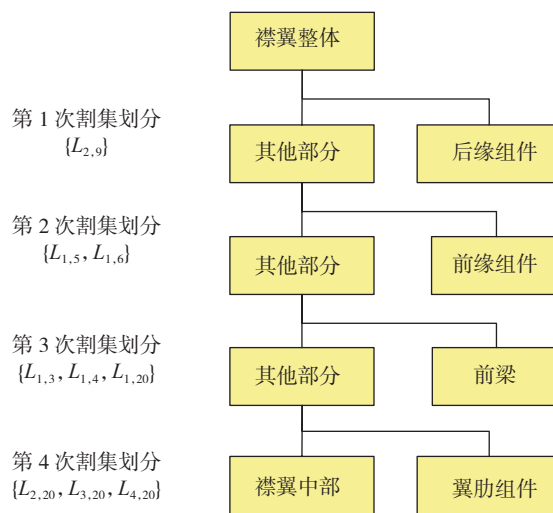 襟翼整体
第 1 次割集划分
{L2,9}
其他部分
后缘组件
第 2 次割集划分
{L1,5, L1,6}
其他部分
前缘组件
第 3 次割集划分
{L1,3, L1,4, L1,20}
其他部分
前梁
第 4 次割集划分
{L2,20, L3,20, L4,20}
襟翼中部
翼肋组件